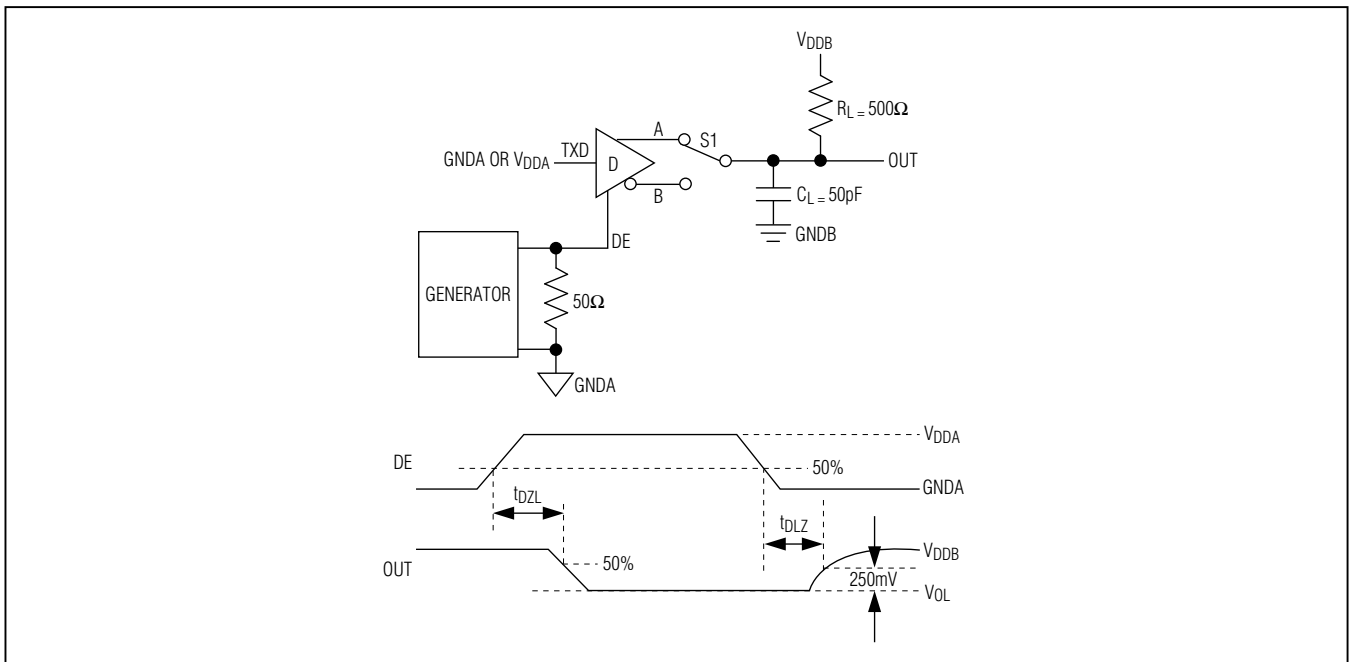 VDDB
RL = 500Ω
A
S1
GNDA OR VDDA
TXD
D
OUT
B
CL = 50pF
GNDB
DE
GENERATOR
50Ω
GNDA
VDDA
DE
50%
GNDA
tDZL
tDLZ
VDDB
OUT
50%
250mV
VOL